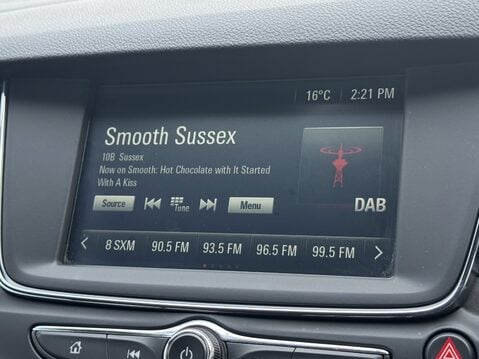 16°C 2:21 PM
Smooth Sussex
10B Sussex
Now on Smooth: Hot Chocolate with It Started
With A Kiss
Source Tune Menu
DAB
8 SXM 90.5 FM 93.5 FM 96.5 FM 99.5 FM